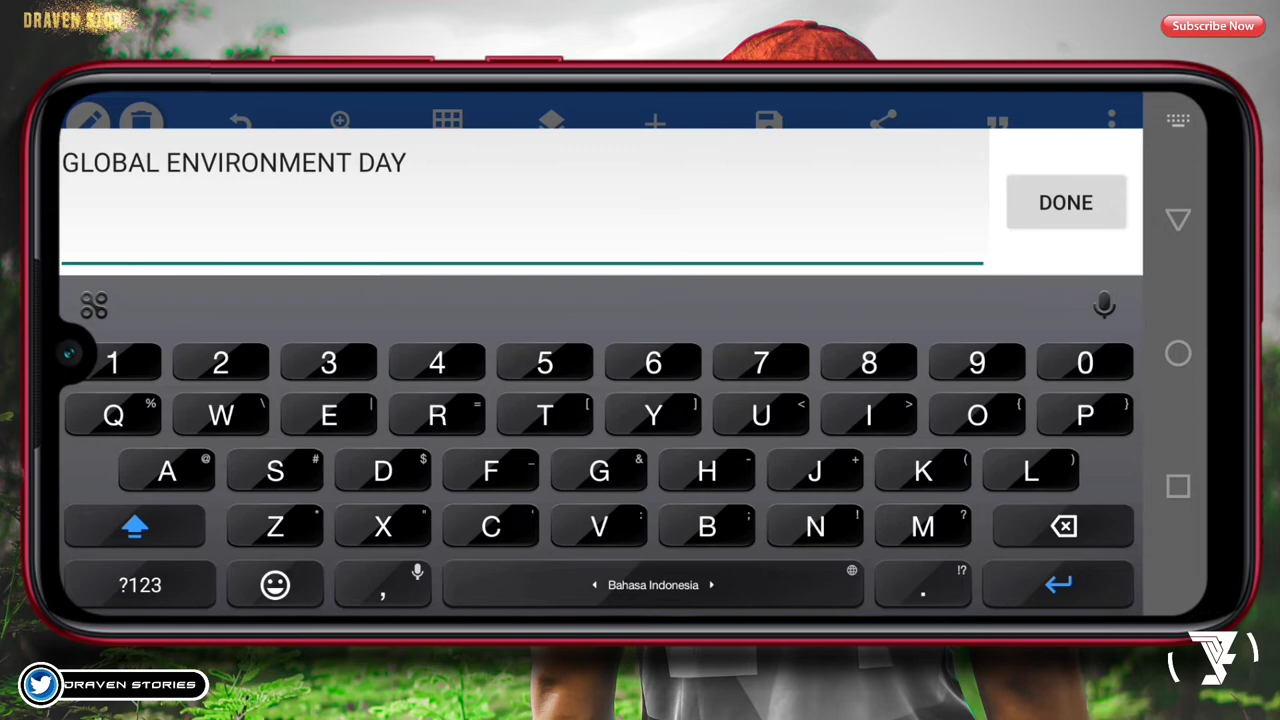 DRAVEN STOR
Subscribe Now
GLOBAL ENVIRONMENT DAY
DONE
1 2 3 4 5 6 7 8 9 0
Q % W \ E | R = T [ Y ] U < I > O { P }
A @ S # D $ F _ G & H - J + K ( L )
Z * X " C ' V : B ; N ! M ?
?123 , Bahasa Indonesia . !?
DRAVEN STORIES